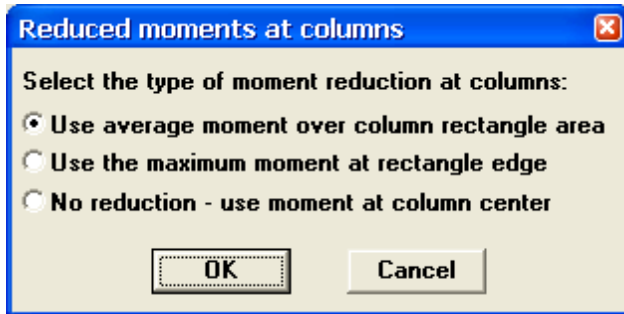 Reduced moments at columns
Select the type of moment reduction at columns:
Use average moment over column rectangle area
Use the maximum moment at rectangle edge
No reduction - use moment at column center
OK Cancel